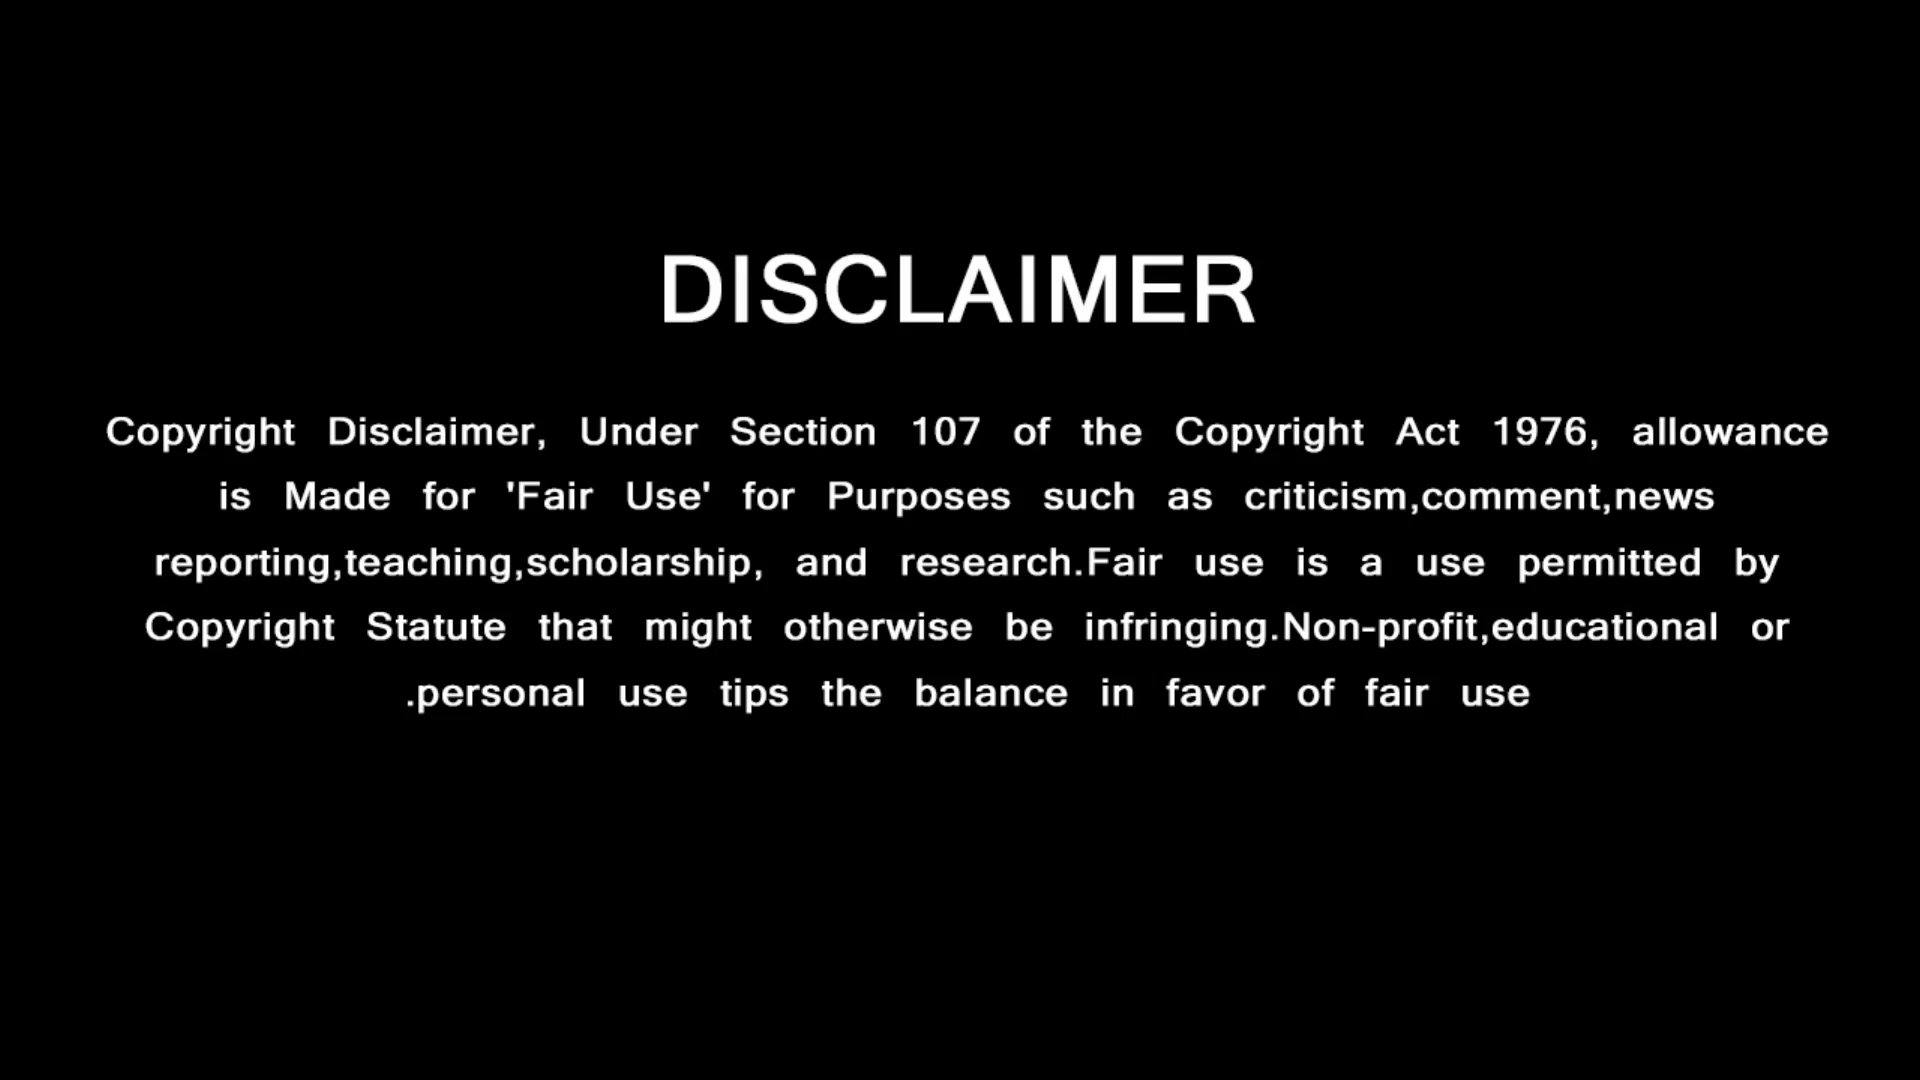 DISCLAIMER
Copyright Disclaimer, Under Section 107 of the Copyright Act 1976, allowance
is Made for 'Fair Use' for Purposes such as criticism,comment,news
reporting,teaching,scholarship, and research.Fair use is a use permitted by
Copyright Statute that might otherwise be infringing.Non-profit,educational or
.personal use tips the balance in favor of fair use